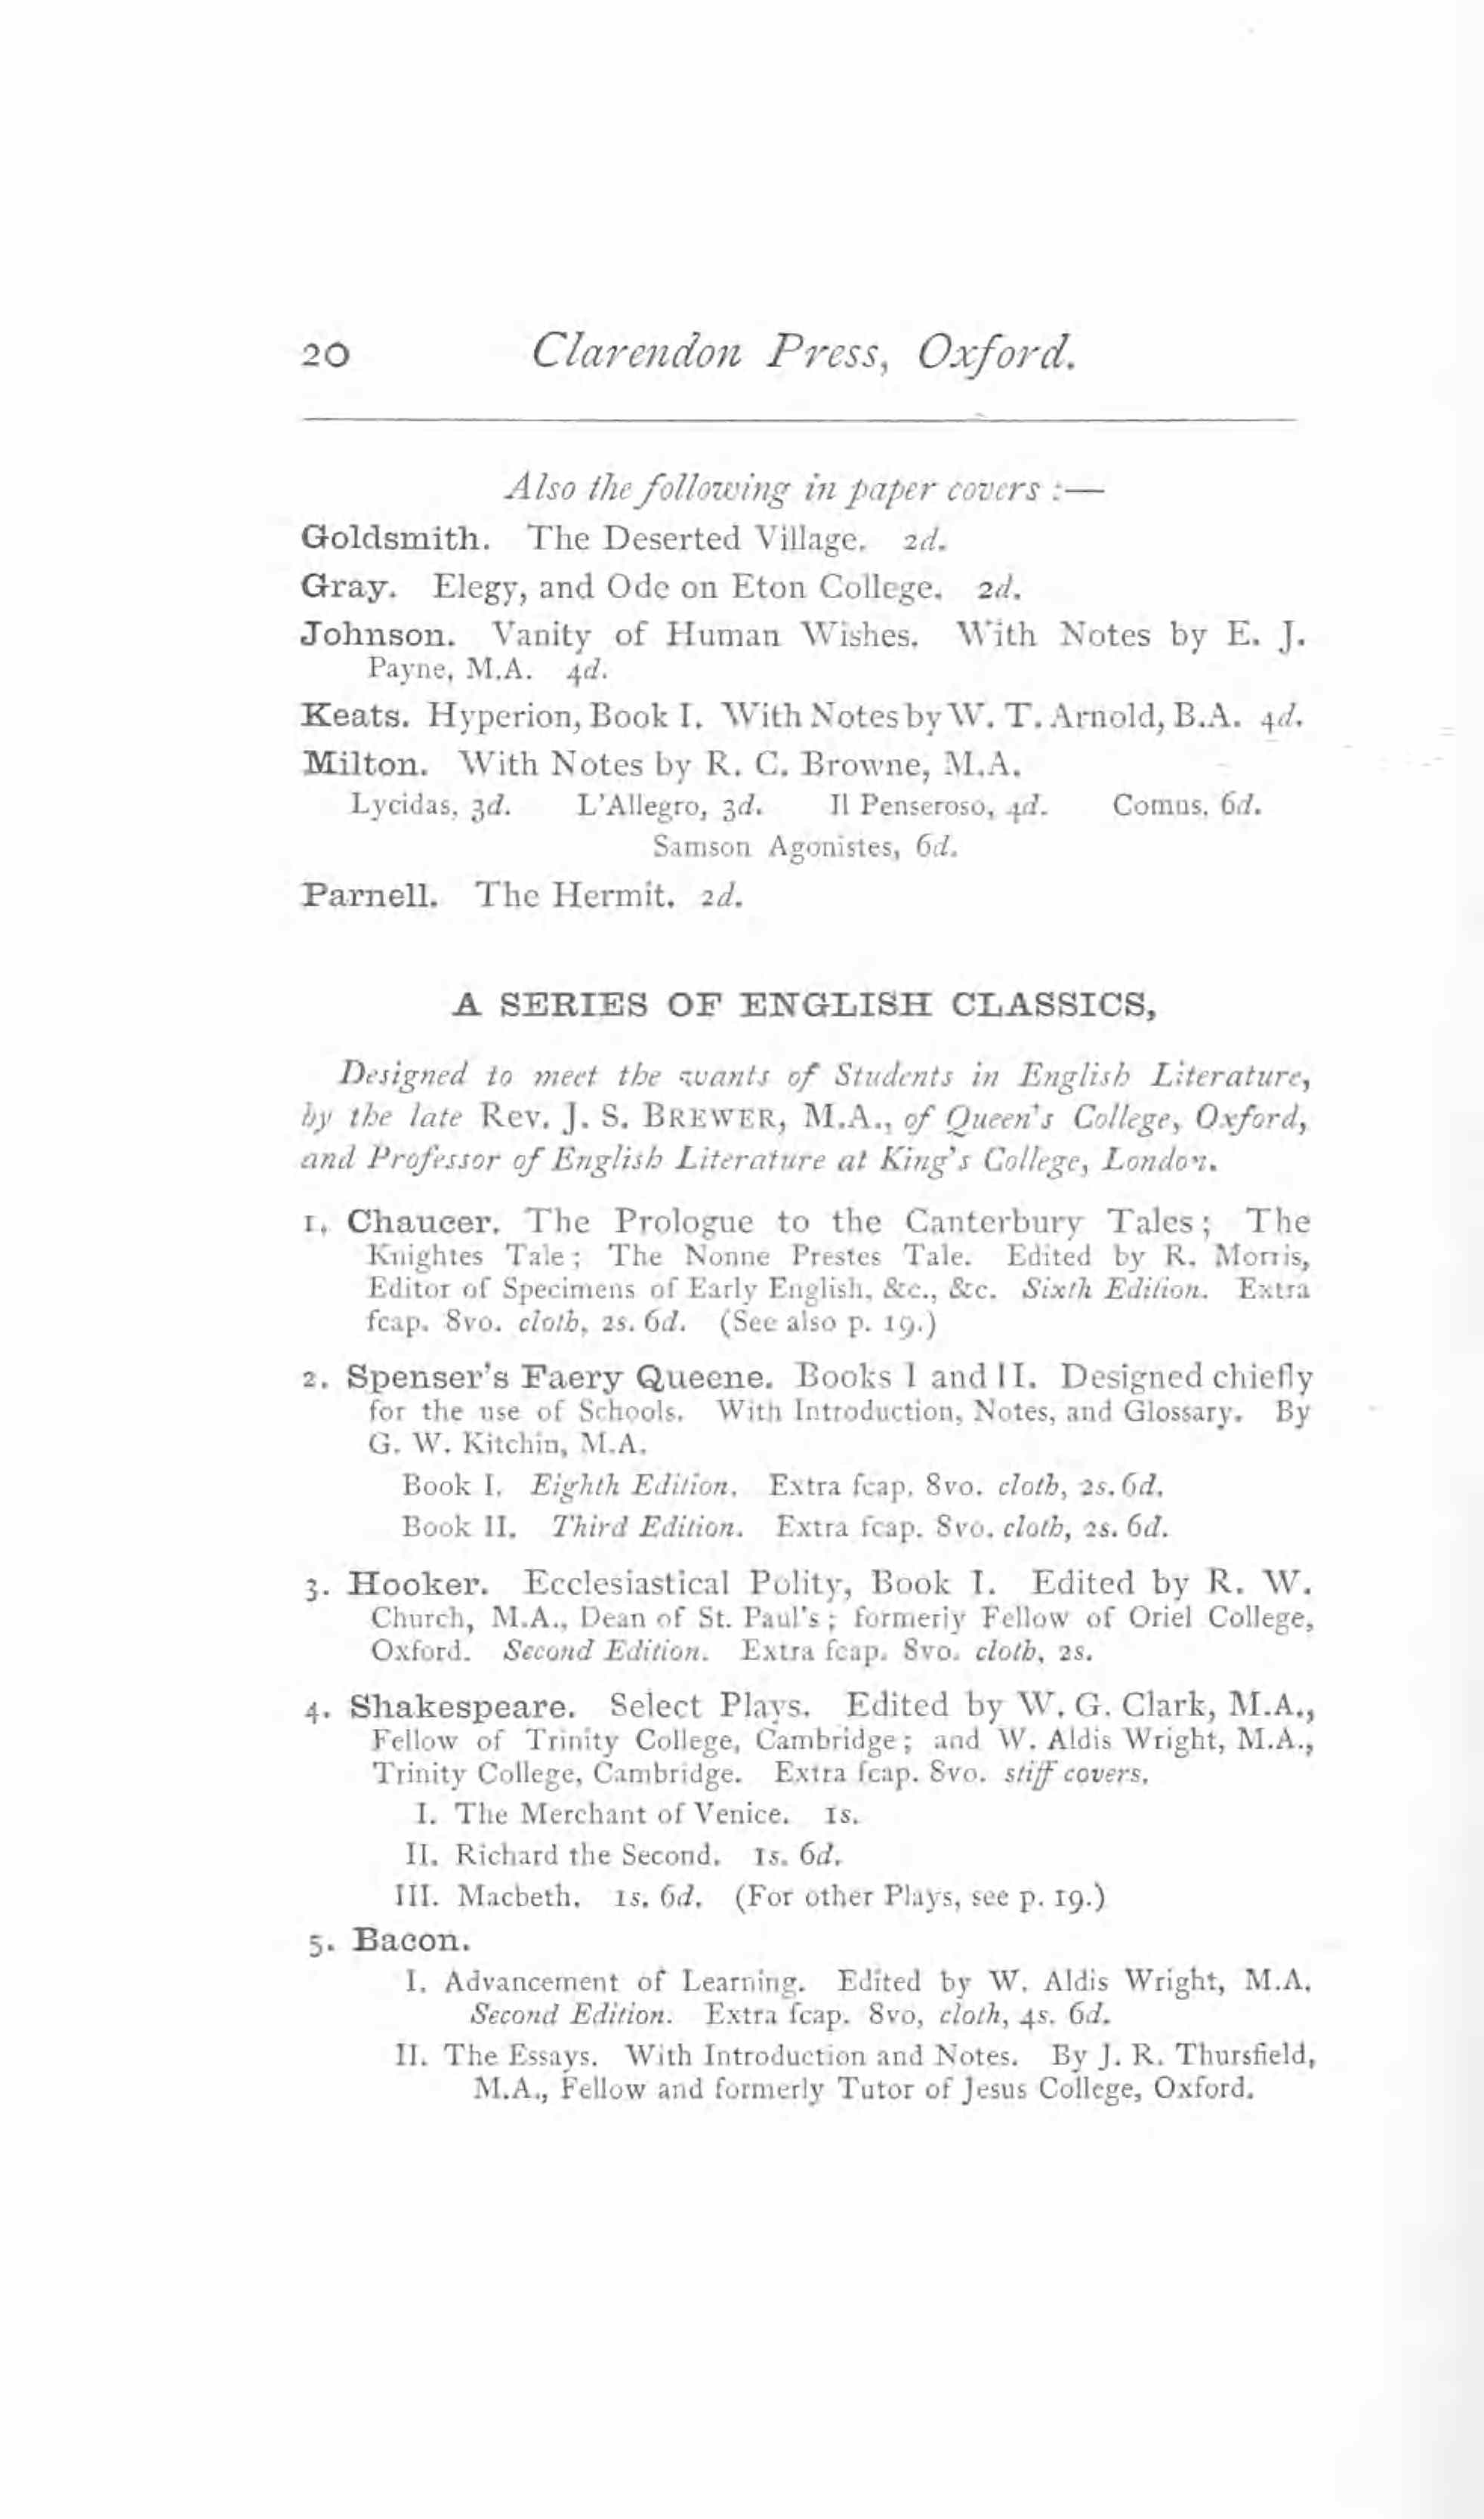 20 Clarendon Press, Oxford.
Also the following in paper covers :—
Goldsmith. The Deserted Village. 2d.
Gray. Elegy, and Ode on Eton College. 2d.
Johnson. Vanity of Human Wishes. With Notes by E. J.
Payne, M.A. 4d.
Keats. Hyperion, Book I. With Notes by W. T. Arnold, B.A. 4d.
Milton. With Notes by R. C. Browne, M.A.
Lycidas, 3d. L'Allegro, 3d. Il Penseroso, 4d. Comus, 6d.
Samson Agonistes, 6d.
Parnell. The Hermit. 2d.
A SERIES OF ENGLISH CLASSICS,
Designed to meet the wants of Students in English Literature,
by the late Rev. J. S. BREWER, M.A., of Queen's College, Oxford,
and Professor of English Literature at King's College, London.
1. Chaucer. The Prologue to the Canterbury Tales; The
Knightes Tale; The Nonne Prestes Tale. Edited by R. Morris,
Editor of Specimens of Early English, &c., &c. Sixth Edition. Extra
fcap. 8vo. cloth, 2s. 6d. (See also p. 19.)
2. Spenser's Faery Queene. Books I and II. Designed chiefly
for the use of Schools. With Introduction, Notes, and Glossary. By
G. W. Kitchin, M.A.
Book I. Eighth Edition. Extra fcap. 8vo. cloth, 2s. 6d.
Book II. Third Edition. Extra fcap. 8vo. cloth, 2s. 6d.
3. Hooker. Ecclesiastical Polity, Book I. Edited by R. W.
Church, M.A., Dean of St. Paul's; formerly Fellow of Oriel College,
Oxford. Second Edition. Extra fcap. 8vo. cloth, 2s.
4. Shakespeare. Select Plays. Edited by W. G. Clark, M.A.,
Fellow of Trinity College, Cambridge; and W. Aldis Wright, M.A.,
Trinity College, Cambridge. Extra fcap. 8vo. stiff covers.
I. The Merchant of Venice. 1s.
II. Richard the Second. 1s. 6d.
III. Macbeth. 1s. 6d. (For other Plays, see p. 19.)
5. Bacon.
I. Advancement of Learning. Edited by W. Aldis Wright, M.A.
Second Edition. Extra fcap. 8vo, cloth, 4s. 6d.
II. The Essays. With Introduction and Notes. By J. R. Thursfield,
M.A., Fellow and formerly Tutor of Jesus College, Oxford.